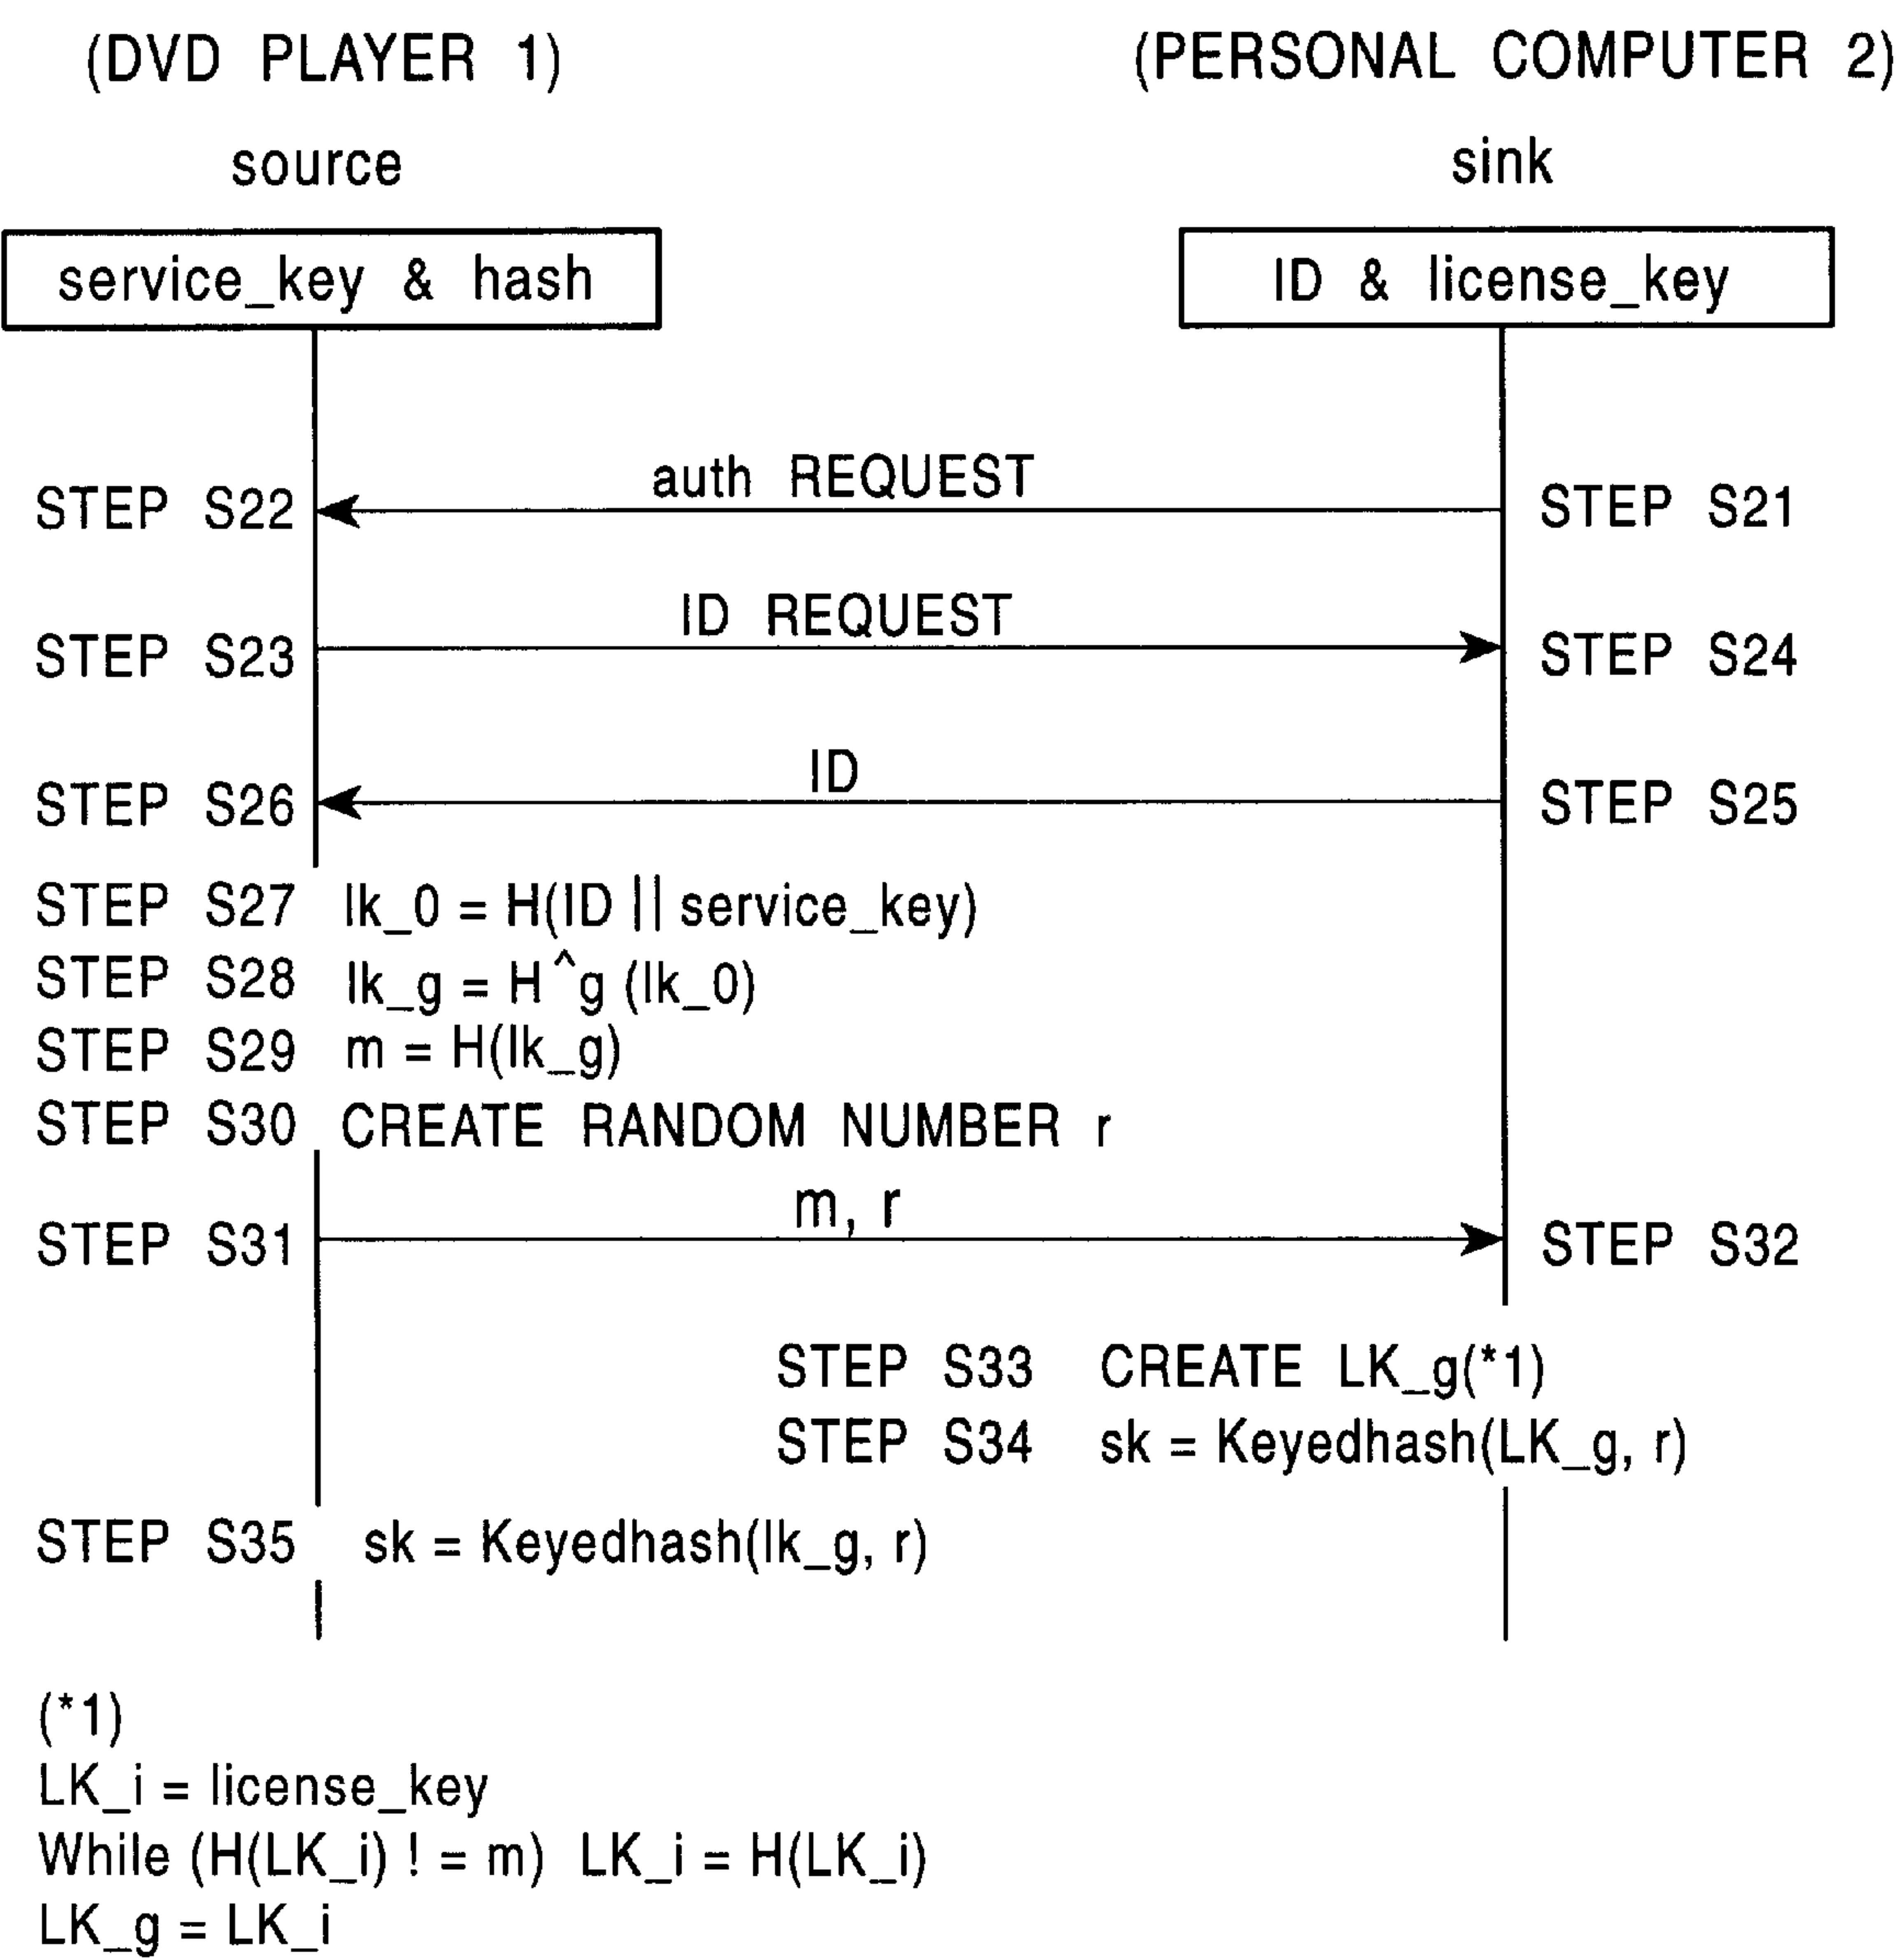 (DVD PLAYER 1)
(PERSONAL COMPUTER 2)
source
sink
service_key & hash
ID & license_key
auth REQUEST
STEP S22
STEP S21
ID REQUEST
STEP S23
STEP S24
ID
STEP S26
STEP S25
STEP S27 lk_0 = H(ID || service_key)
STEP S28 lk_g = H^g (lk_0)
STEP S29 m = H(lk_g)
STEP S30 CREATE RANDOM NUMBER r
m, r
STEP S31
STEP S32
STEP S33 CREATE LK_g(*1)
STEP S34 sk = Keyedhash(LK_g, r)
STEP S35 sk = Keyedhash(lk_g, r)
(*1)
LK_i = license_key
While (H(LK_i) ! = m) LK_i = H(LK_i)
LK_g = LK_i